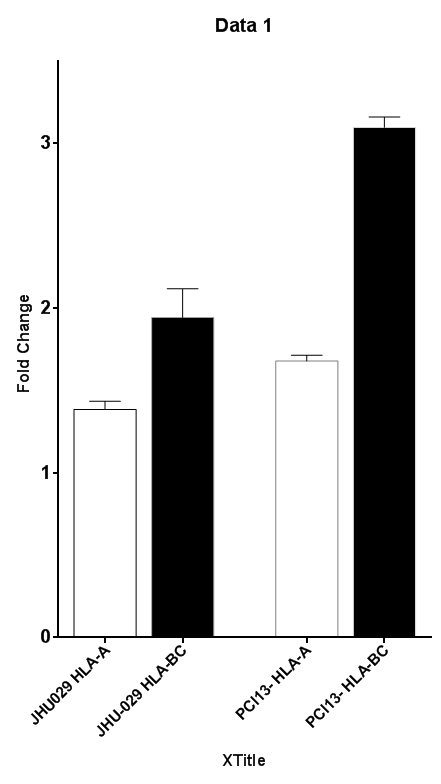 Data 1
3
2
1
0
Fold Change
JHU029 HLA-A
JHU-029 HLA-BC
PCI13- HLA-A
PCI13- HLA-BC
XTitle